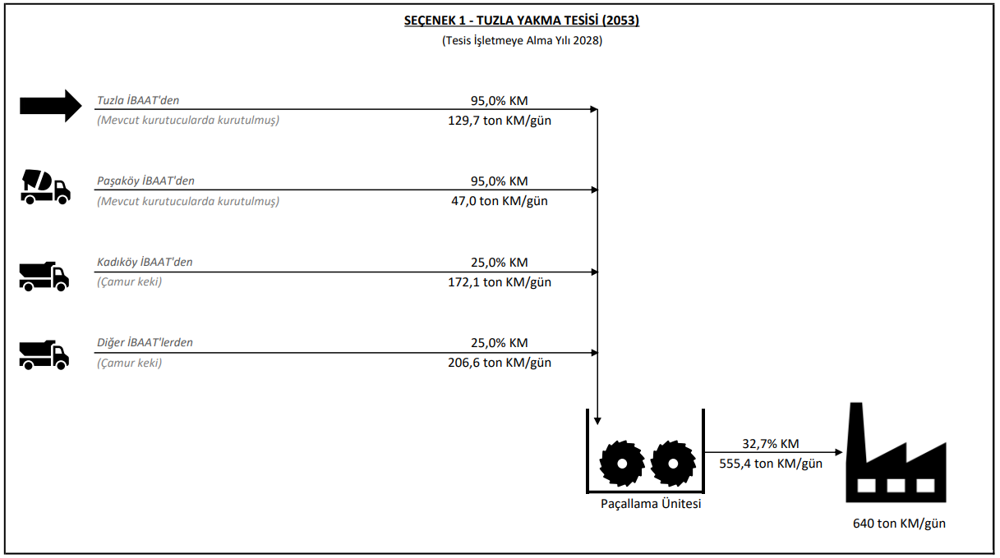 SEÇENEK 1 - TUZLA YAKMA TESİSİ (2053)
(Tesis İşletmeye Alma Yılı 2028)
Tuzla İBAAT'den
95,0% KM
(Mevcut kurutucularda kurutulmuş)
129,7 ton KM/gün
Paşaköy İBAAT'den
95,0% KM
(Mevcut kurutucularda kurutulmuş)
47,0 ton KM/gün
Kadıköy İBAAT'den
25,0% KM
(Çamur keki)
172,1 ton KM/gün
Diğer İBAAT'lerden
25,0% KM
(Çamur keki)
206,6 ton KM/gün
32,7% KM
555,4 ton KM/gün
Paçallama Ünitesi
640 ton KM/gün